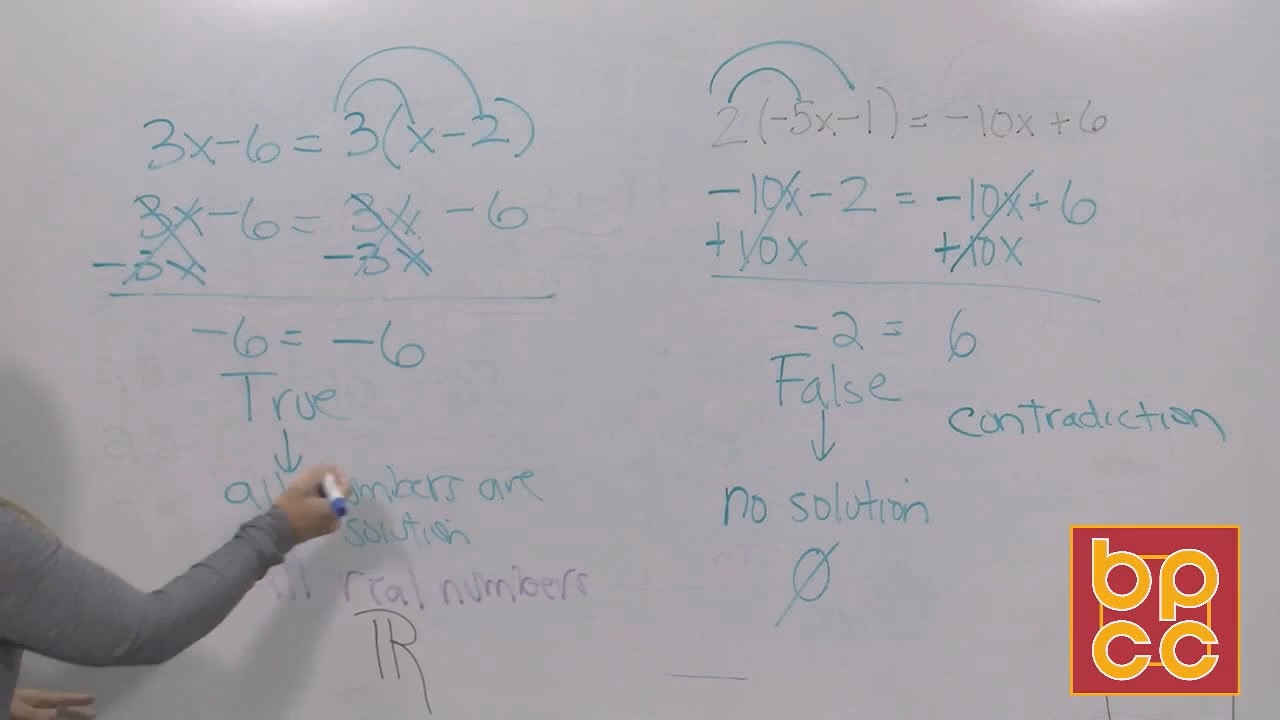 3x-6=3(x-2)
3x-6=3x-6
-3x -3x
-6=-6
True
are
solution
real numbers
ℝ
2(-5x-1)=-10x+6
-10x-2=-10x+6
+10x +10x
-2=6
False
contradiction
no solution
∅
bp
cc